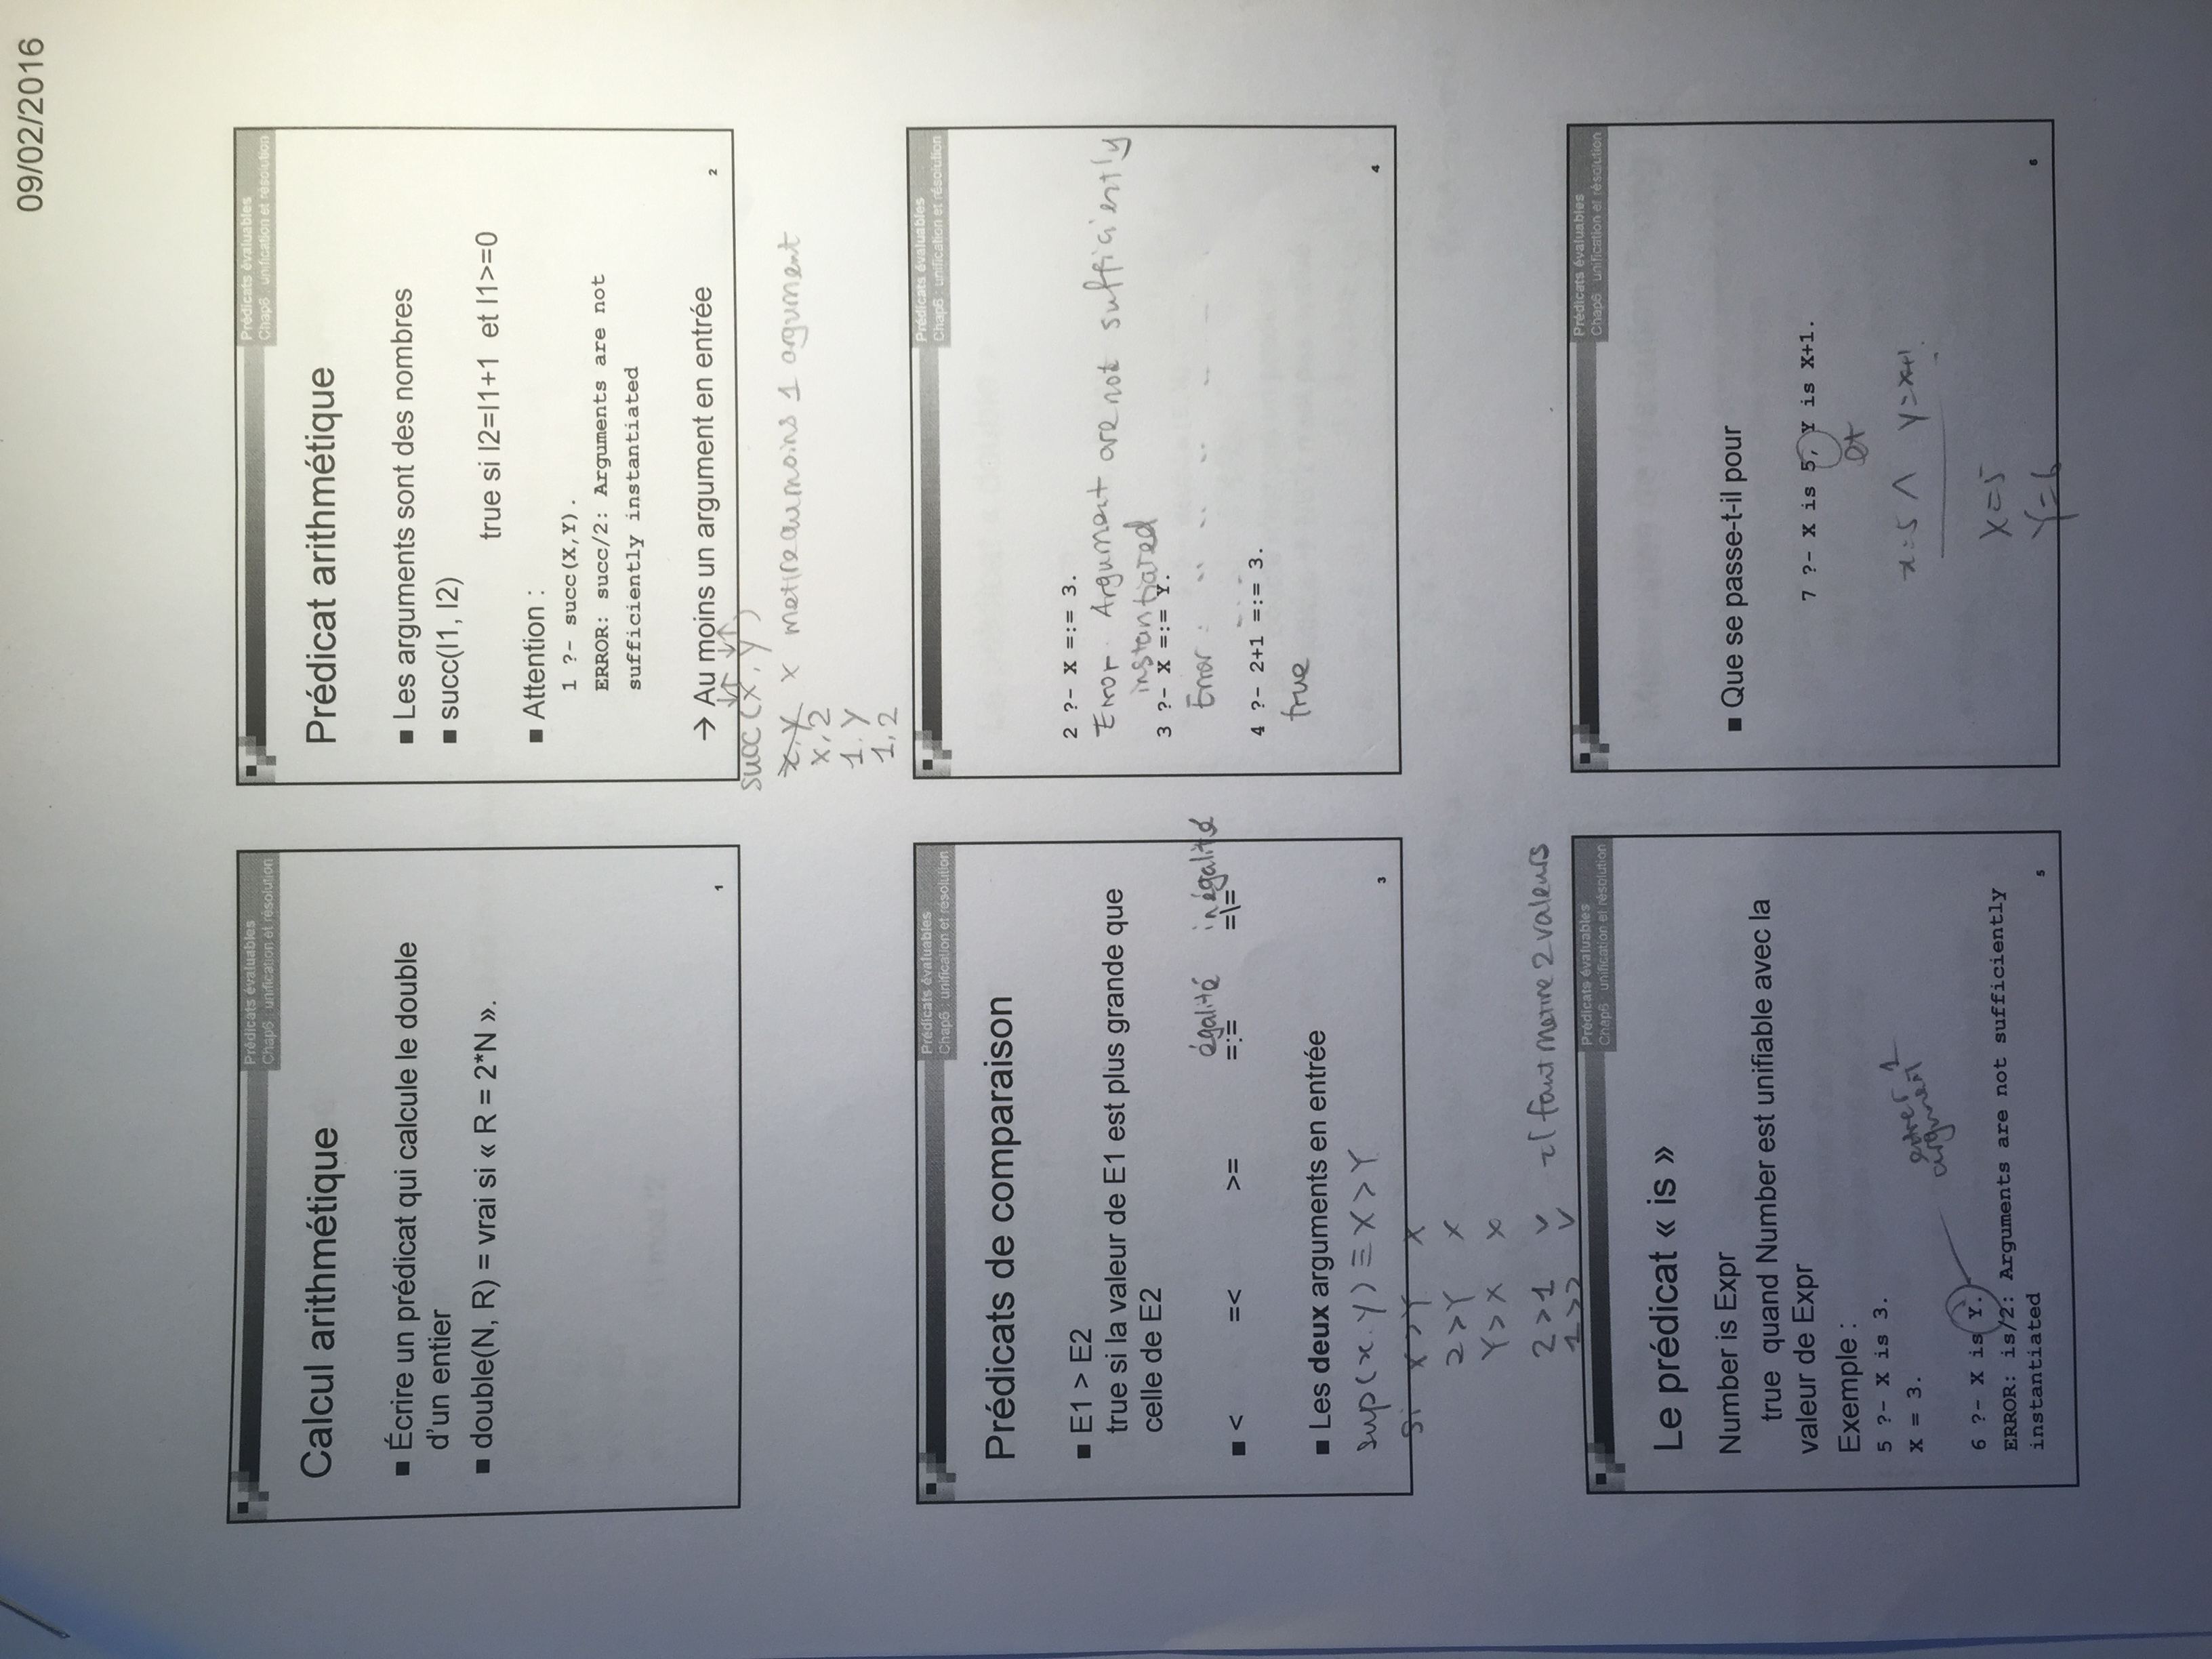 09/02/2016
Prédicats évaluables
Chap6 : unification et résolution
Calcul arithmétique
■ Écrire un prédicat qui calcule le double
d'un entier
■ double(N, R) = vrai si « R = 2*N ».
1
Prédicats évaluables
Chap6 : unification et résolution
Prédicat arithmétique
■ Les arguments sont des nombres
■ succ(I1, I2)
true si I2=I1+1 et I1>=0
■ Attention :
1 ?- succ(X,Y).
ERROR: succ/2: Arguments are not
sufficiently instantiated
→ Au moins un argument en entrée
2
↓↑ ↓↑
succ(x, y)
x, y x metre au moins 1 argument
x, 2
1. y
1, 2
Prédicats évaluables
Chap6 : unification et résolution
Prédicats de comparaison
■ E1 > E2
true si la valeur de E1 est plus grande que
celle de E2
égalité inégalité
■ < =< >= =:= =\=
■ Les deux arguments en entrée
sup(x.y) ≡ X > Y
3
si x > Y x
2 > Y x
Y > X x
2 > 1 v il faut metre 2 valeurs
1 > 2 v
Prédicats évaluables
Chap6 : unification et résolution
2 ?- X =:= 3.
Error. Argument are not sufficiently
instantiated
3 ?- X =:= Y.
Error :
4 ?- 2+1 =:= 3.
true
4
Prédicats évaluables
Chap6 : unification et résolution
Le prédicat « is »
Number is Expr
true quand Number est unifiable avec la
valeur de Expr
Exemple :
5 ?- X is 3.
X = 3.
entrer 1
argument
6 ?- X is Y.
ERROR: is/2: Arguments are not sufficiently
instantiated
5
Prédicats évaluables
Chap6 : unification et résolution
■ Que se passe-t-il pour
7 ?- X is 5, Y is X+1.
et
x=5 ∧ y=x+1
X=5
Y=6
6